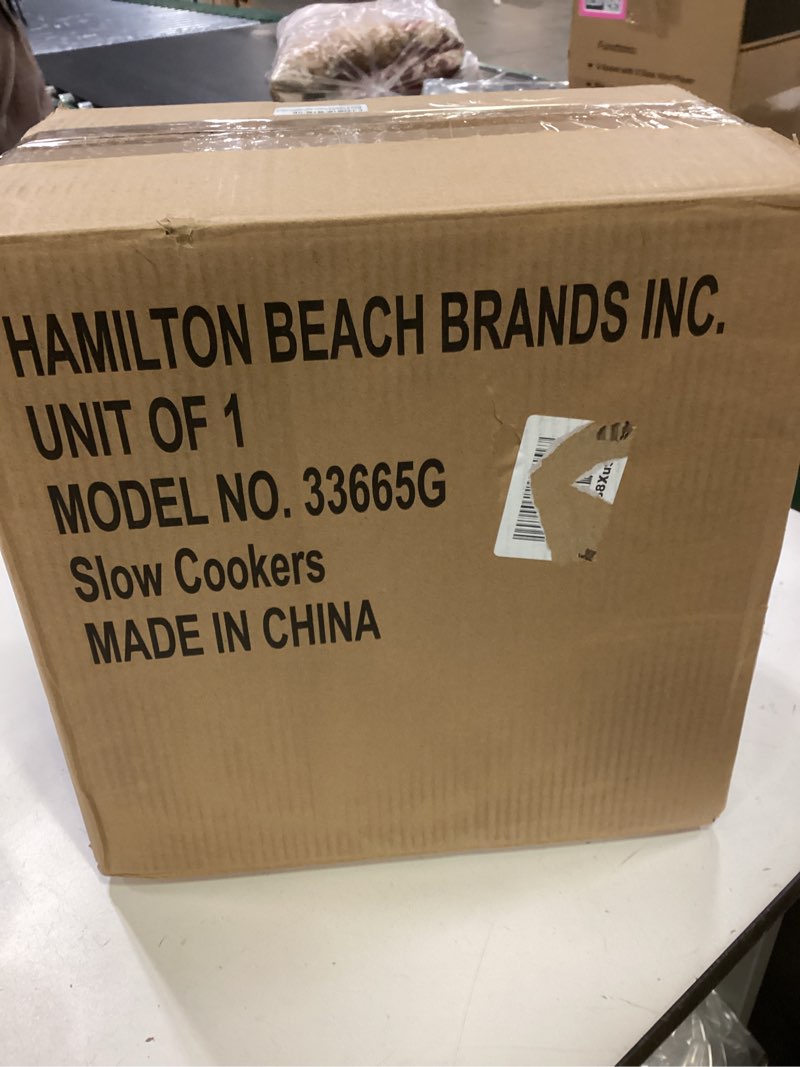 HAMILTON BEACH BRANDS INC.
UNIT OF 1
MODEL NO. 33665G
Slow Cookers
MADE IN CHINA